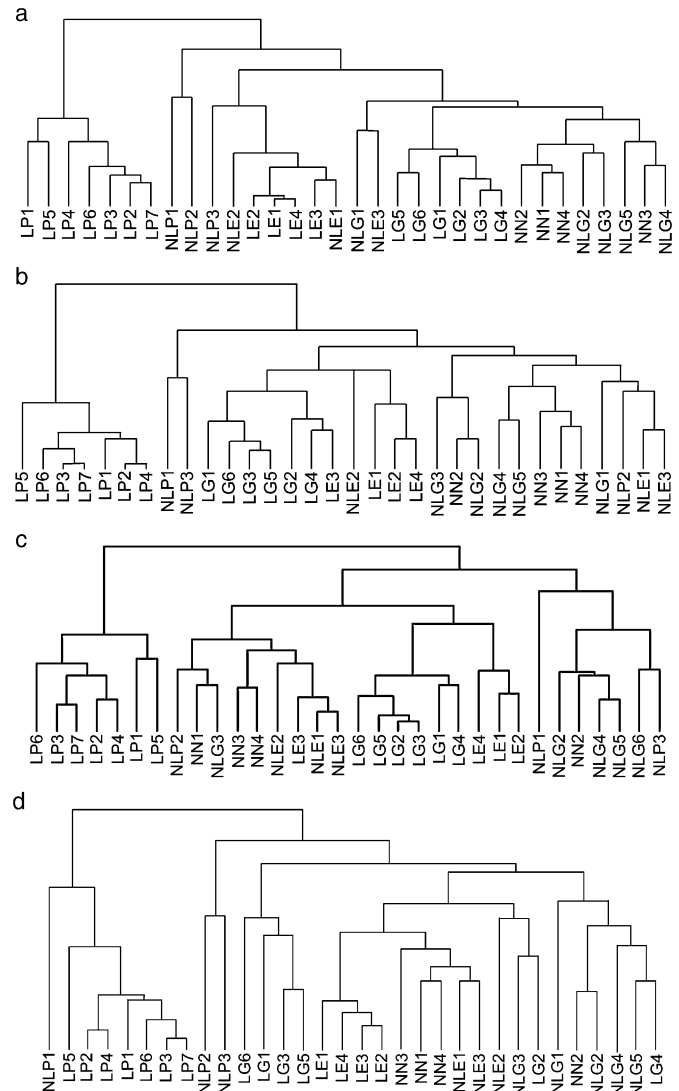 a
LP1 LP5 LP4 LP6 LP3 LP2 LP7 NLP1 NLP2 NLP3 NLE2 LE2 LE1 LE4 LE3 NLE1 NLG1 NLE3 LG5 LG6 LG1 LG2 LG3 LG4 NN2 NN1 NN4 NLG2 NLG3 NLG5 NN3 NLG4
b
LP5 LP6 LP3 LP7 LP1 LP2 LP4 NLP1 NLP3 LG1 LG6 LG3 LG5 LG2 LG4 LE3 NLE2 LE1 LE2 LE4 NLG3 NN2 NLG2 NLG4 NLG5 NN3 NN1 NN4 NLG1 NLP2 NLE1 NLE3
c
LP6 LP3 LP7 LP2 LP4 LP1 LP5 NLP2 NN1 NLG3 NN3 NN4 NLE2 LE3 NLE1 NLE3 LG6 LG5 LG2 LG3 LG1 LG4 LE4 LE1 LE2 NLP1 NLG2 NN2 NLG4 NLG5 NLG6 NLP3
d
NLP1 LP5 LP2 LP4 LP1 LP6 LP3 LP7 NLP2 NLP3 LG6 LG1 LG3 LG5 LE1 LE4 LE3 LE2 NN3 NN1 NN4 NLE1 NLE3 NLE2 NLG3 G2 NLG1 NN2 NLG2 NLG4 NLG5 LG4